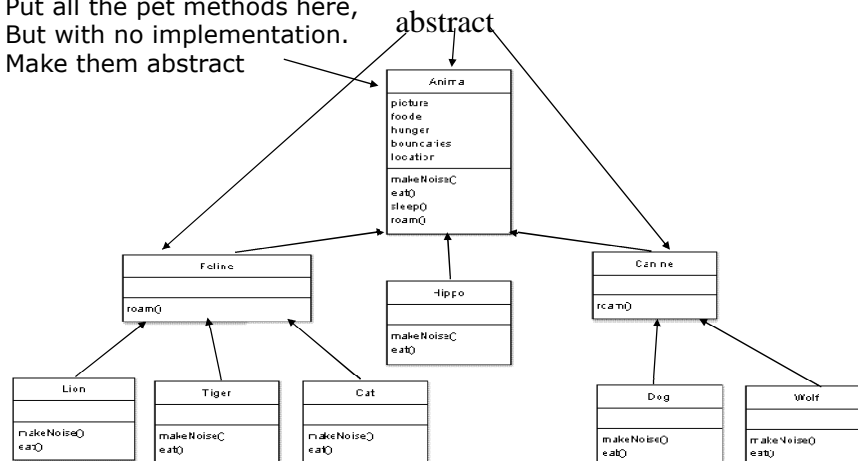 Put all the pet methods here,
But with no implementation.
Make them abstract
abstract
Anima
picture
foode
hunger
boundaries
location
makeNoise()
eat()
sleep()
roam()
Feline
roam()
Hippo
makeNoise()
eat()
Canine
roam()
Lion
makeNoise()
eat()
Tiger
makeNoise()
eat()
Cat
makeNoise()
eat()
Dog
makeNoise()
eat()
Wolf
makeNoise()
eat()